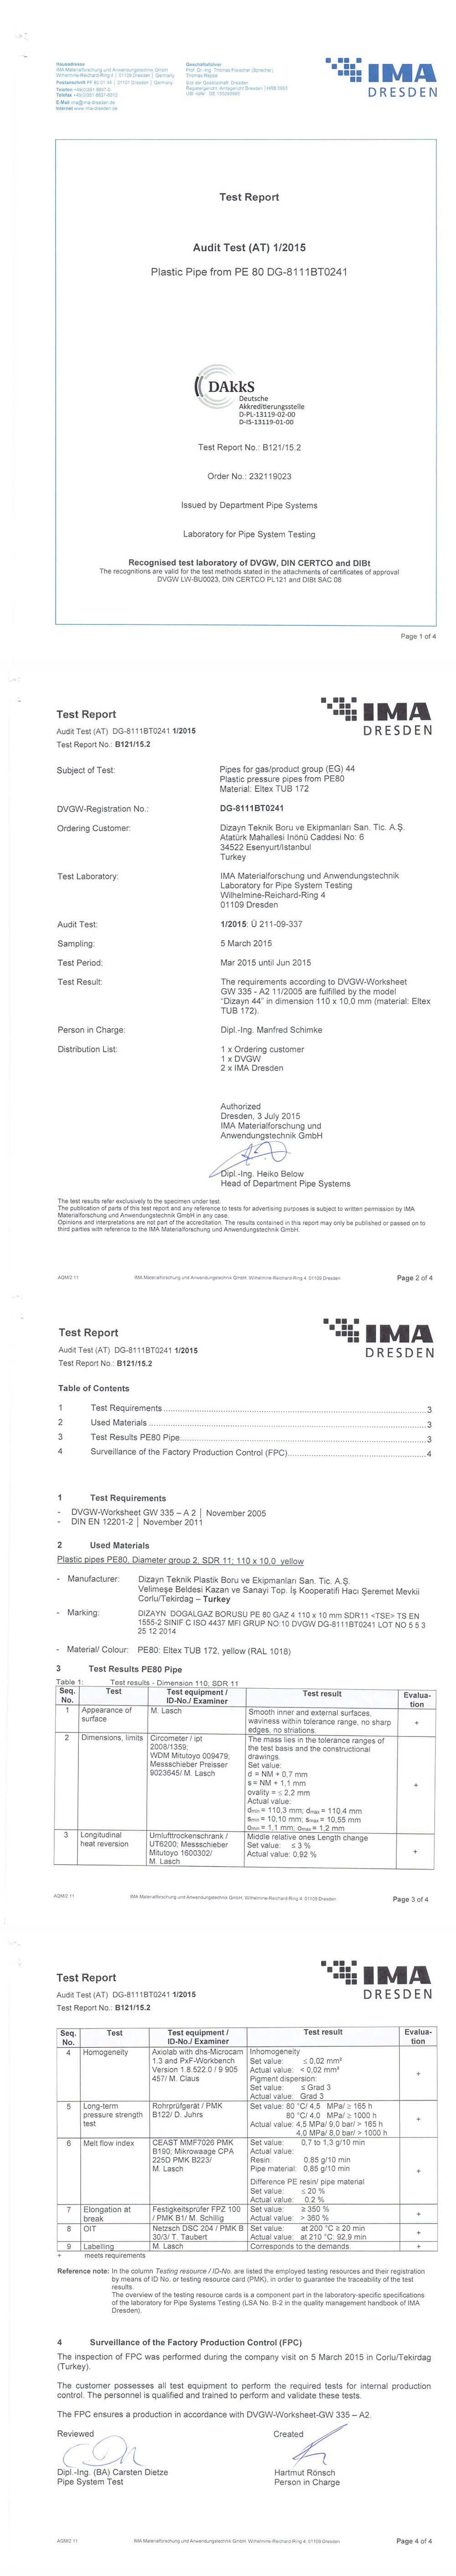 Hausadresse
IMA Materialforschung und Anwendungstechnik GmbH
Wilhelmine-Reichard-Ring 4 | 01109 Dresden | Germany
Postanschrift PF 80 01 44 | 01101 Dresden | Germany
Telefon +49(0)351 8837-0
Telefax +49(0)351 8837-6312
E-Mail ima@ima-dresden.de
Internet www.ima-dresden.de
Geschäftsführer
Prof. Dr.-Ing. Thomas Fleischer (Sprecher)
Thomas Reppe
Sitz der Gesellschaft: Dresden
IMA
DRESDEN
Test Report
Audit Test (AT) 1/2015
Plastic Pipe from PE 80 DG-8111BT0241
DAkkS
Deutsche
Akkreditierungsstelle
D-PL-13119-02-00
D-IS-13119-01-00
Test Report No.: B121/15.2
Order No.: 232119023
Issued by Department Pipe Systems
Laboratory for Pipe System Testing
Recognised test laboratory of DVGW, DIN CERTCO and DIBt
The recognitions are valid for the test methods stated in the attachments of certificates of approval
DVGW LW-BU0023, DIN CERTCO PL121 and DIBt SAC 08
Page 1 of 4
IMA
DRESDEN
Test Report
Audit Test (AT) DG-8111BT0241 1/2015
Test Report No.: B121/15.2
Subject of Test: Pipes for gas/product group (EG) 44
Plastic pressure pipes from PE80
Material: Eltex TUB 172
DVGW-Registration No.: DG-8111BT0241
Ordering Customer: Dizayn Teknik Boru ve Ekipmanları San. Tic. A.Ş.
Atatürk Mahallesi Inönü Caddesi No: 6
34522 Esenyurt/Istanbul
Turkey
Test Laboratory: IMA Materialforschung und Anwendungstechnik
Laboratory for Pipe System Testing
Wilhelmine-Reichard-Ring 4
01109 Dresden
Audit Test: 1/2015: Ü 211-09-337
Sampling: 5 March 2015
Test Period: Mar 2015 until Jun 2015
Test Result: The requirements according to DVGW-Worksheet
GW 335 - A2 11/2005 are fulfilled by the model
"Dizayn 44" in dimension 110 x 10,0 mm (material: Eltex
TUB 172).
Person in Charge: Dipl.-Ing. Manfred Schimke
Distribution List: 1 x Ordering customer
1 x DVGW
2 x IMA Dresden
Authorized
Dresden, 3 July 2015
IMA Materialforschung und
Anwendungstechnik GmbH
Dipl.-Ing. Heiko Below
Head of Department Pipe Systems
The test results refer exclusively to the specimen under test.
The publication of parts of this test report and any reference to tests for advertising purposes is subject to written permission by IMA
Materialforschung und Anwendungstechnik GmbH in any case.
Opinions and interpretations are not part of the accreditation. The results contained in this report may only be published or passed on to
third parties with reference to the IMA Materialforschung und Anwendungstechnik GmbH.
AQM/2 11 IMA Materialforschung und Anwendungstechnik GmbH, Wilhelmine-Reichard-Ring 4, 01109 Dresden Page 2 of 4
IMA
DRESDEN
Test Report
Audit Test (AT) DG-8111BT0241 1/2015
Test Report No.: B121/15.2
Table of Contents
1 Test Requirements 3
2 Used Materials 3
3 Test Results PE80 Pipe 3
4 Surveillance of the Factory Production Control (FPC) 4
1 Test Requirements
- DVGW-Worksheet GW 335 – A 2 | November 2005
- DIN EN 12201-2 | November 2011
2 Used Materials
Plastic pipes PE80, Diameter group 2, SDR 11; 110 x 10,0 yellow
- Manufacturer: Dizayn Teknik Plastik Boru ve Ekipmanları San. Tic. A.Ş.
Velimeşe Beldesi Kazan ve Sanayi Top. İş Kooperatifi Hacı Şeremet Mevkii
Corlu/Tekirdag – Turkey
- Marking: DIZAYN DOGALGAZ BORUSU PE 80 GAZ 4 110 x 10 mm SDR11 <TSE> TS EN
1555-2 SINIF C ISO 4437 MFI GRUP NO.10 DVGW DG-8111BT0241 LOT NO 5 5 3
25 12 2014
- Material/ Colour: PE80: Eltex TUB 172, yellow (RAL 1018)
3 Test Results PE80 Pipe
Table 1: Test results - Dimension 110; SDR 11
Seq. No. Test Test equipment / ID-No./ Examiner Test result Evalua-tion
1 Appearance of surface M. Lasch Smooth inner and external surfaces,
waviness within tolerance range, no sharp
edges, no striations. +
2 Dimensions, limits Circometer / ipt
2008/1359;
WDM Mitutoyo 009479;
Messschieber Preisser
9023645/ M. Lasch
The mass lies in the tolerance ranges of
the test basis and the constructional
drawings.
Set value:
d = NM + 0,7 mm
s = NM + 1,1 mm
ovality = ≤ 2,2 mm
Actual value:
dmin = 110,3 mm; dmax = 110,4 mm
smin = 10,10 mm; smax = 10,55 mm
omin = 1,1 mm; omax = 1,2 mm
+
3 Longitudinal heat reversion Umlufttrockenschrank /
UT6200; Messschieber
Mitutoyo 1600302/
M. Lasch
Middle relative ones Length change
Set value: ≤ 3 %
Actual value: 0,92 %
+
AQM/2 11 IMA Materialforschung und Anwendungstechnik GmbH, Wilhelmine-Reichard-Ring 4, 01109 Dresden Page 3 of 4
IMA
DRESDEN
Test Report
Audit Test (AT) DG-8111BT0241 1/2015
Test Report No.: B121/15.2
Seq. No. Test Test equipment / ID-No./ Examiner Test result Evalua-tion
4 Homogeneity Axiolab with dhs-Microcam
1.3 and PxF-Workbench
Version 1.8.522.0 / 9 905
457/ M. Claus
Inhomogeneity
Set value: ≤ 0,02 mm²
Actual value: < 0,02 mm²
Pigment dispersion:
Set value: ≤ Grad 3
Actual value: Grad 3
+
5 Long-term pressure strength test Rohrprüfgerät / PMK
B122/ D. Juhrs
Set value: 80 °C/ 4,5 MPa/ ≥ 165 h
80 °C/ 4,0 MPa/ ≥ 1000 h
Actual value: 4,5 MPa/ 9,0 bar/ > 165 h
4,0 MPa/ 8,0 bar/ > 1000 h
+
6 Melt flow index CEAST MMF7026 PMK
B190; Mikrowaage CPA
225D PMK B223/
M. Lasch
Set value: 0,7 to 1,3 g/10 min
Actual value:
Resin: 0,85 g/10 min
Pipe material: 0,85 g/10 min
Difference PE resin/ pipe material
Set value: ≤ 20 %
Actual value: 0,2 %
+
7 Elongation at break Festigkeitsprüfer FPZ 100
/ PMK B1/ M. Schillig
Set value: ≥ 350 %
Actual value: > 360 %
+
8 OIT Netzsch DSC 204 / PMK B
30/3/ T. Taubert
Set value: at 200 °C ≥ 20 min
Actual value: at 210 °C: 92,9 min
+
9 Labelling M. Lasch Corresponds to the demands. +
+ meets requirements
Reference note: In the column Testing resource / ID-No. are listed the employed testing resources and their registration
by means of ID No. or testing resource card (PMK), in order to guarantee the traceability of the test
results.
The overview of the testing resource cards is a component part in the laboratory-specific specifications
of the laboratory for Pipe Systems Testing (LSA No. B-2 in the quality management handbook of IMA
Dresden).
4 Surveillance of the Factory Production Control (FPC)
The inspection of FPC was performed during the company visit on 5 March 2015 in Corlu/Tekirdag
(Turkey).
The customer possesses all test equipment to perform the required tests for internal production
control. The personnel is qualified and trained to perform and validate these tests.
The FPC ensures a production in accordance with DVGW-Worksheet-GW 335 – A2.
Reviewed Created
Dipl.-Ing. (BA) Carsten Dietze Hartmut Rönsch
Pipe System Test Person in Charge
AQM/2 11 IMA Materialforschung und Anwendungstechnik GmbH, Wilhelmine-Reichard-Ring 4, 01109 Dresden Page 4 of 4